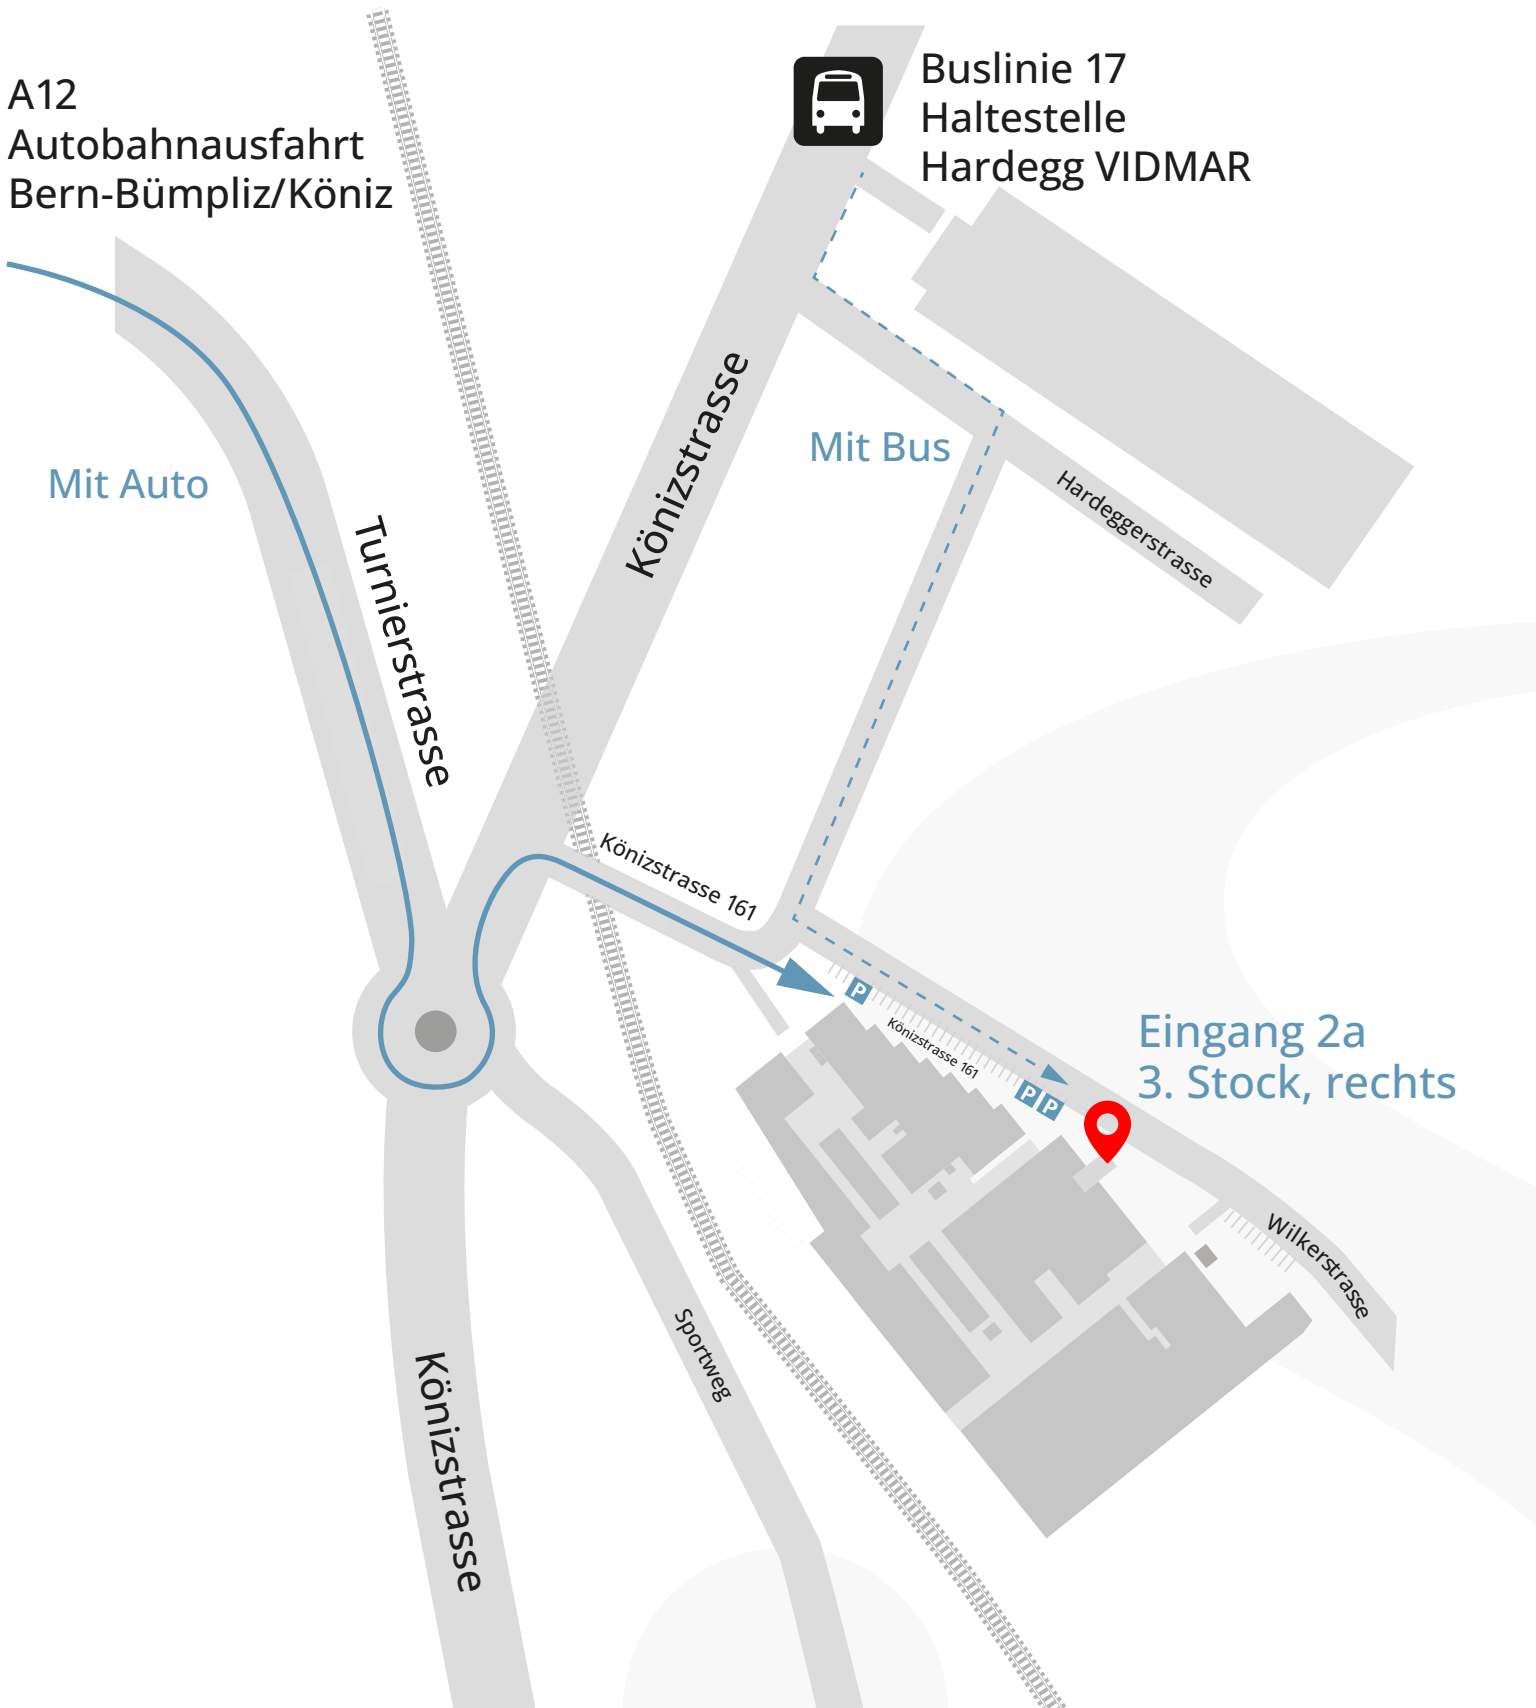 A12
Autobahnausfahrt
Bern-Bümpliz/Köniz
Buslinie 17
Haltestelle
Hardegg VIDMAR
Könizstrasse
Mit Bus
Mit Auto
Hardeggerstrasse
Turnierstrasse
Könizstrasse 161
P
Könizstrasse 161
P P
Eingang 2a
3. Stock, rechts
Wilkerstrasse
Sportweg
Könizstrasse